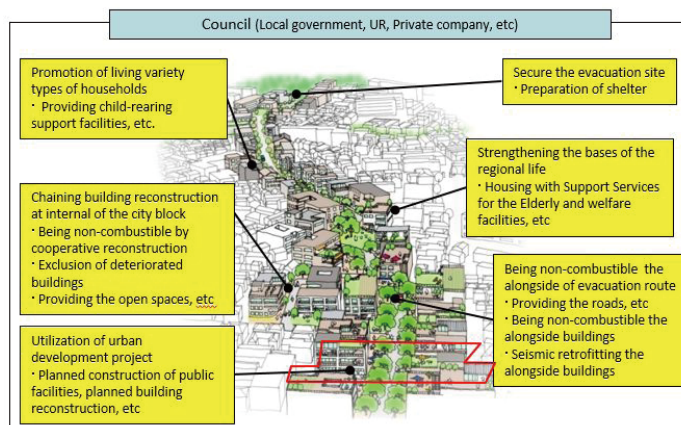 Council (Local government, UR, Private company, etc)
Promotion of living variety
types of households
・Providing child-rearing
support facilities, etc.
Secure the evacuation site
・Preparation of shelter
Strengthening the bases of the
regional life
・Housing with Support Services
for the Elderly and welfare
facilities, etc
Chaining building reconstruction
at internal of the city block
・Being non-combustible by
cooperative reconstruction
・Exclusion of deteriorated
buildings
・Providing the open spaces, etc
Being non-combustible the
alongside of evacuation route
・Providing the roads, etc
・Being non-combustible the
alongside buildings
・Seismic retrofitting the
alongside buildings
Utilization of urban
development project
・Planned construction of public
facilities, planned building
reconstruction, etc